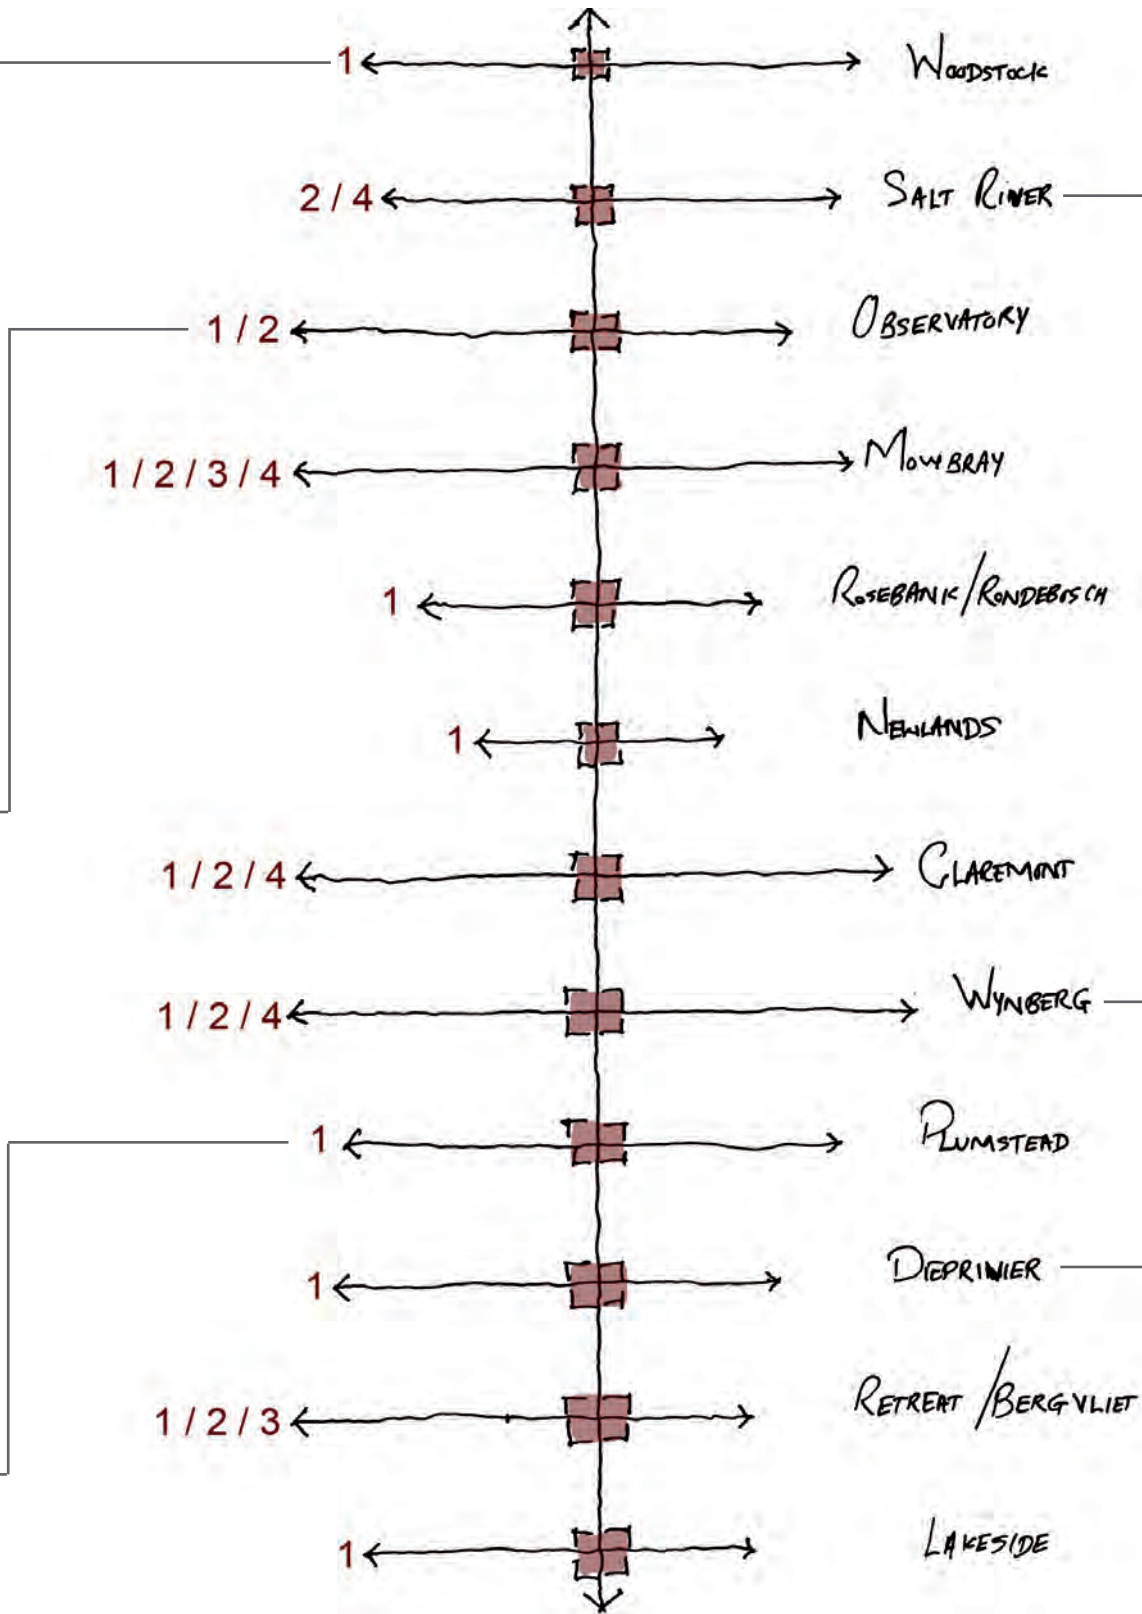 1 WOODSTOCK
2 / 4 SALT RIVER
1 / 2 OBSERVATORY
1 / 2 / 3 / 4 MOWBRAY
1 ROSEBANK/RONDEBOSCH
1 NEWLANDS
1 / 2 / 4 CLAREMONT
1 / 2 / 4 WYNBERG
1 PLUMSTEAD
1 DIEPRIVIER
1 / 2 / 3 RETREAT /BERGVLIET
1 LAKESIDE